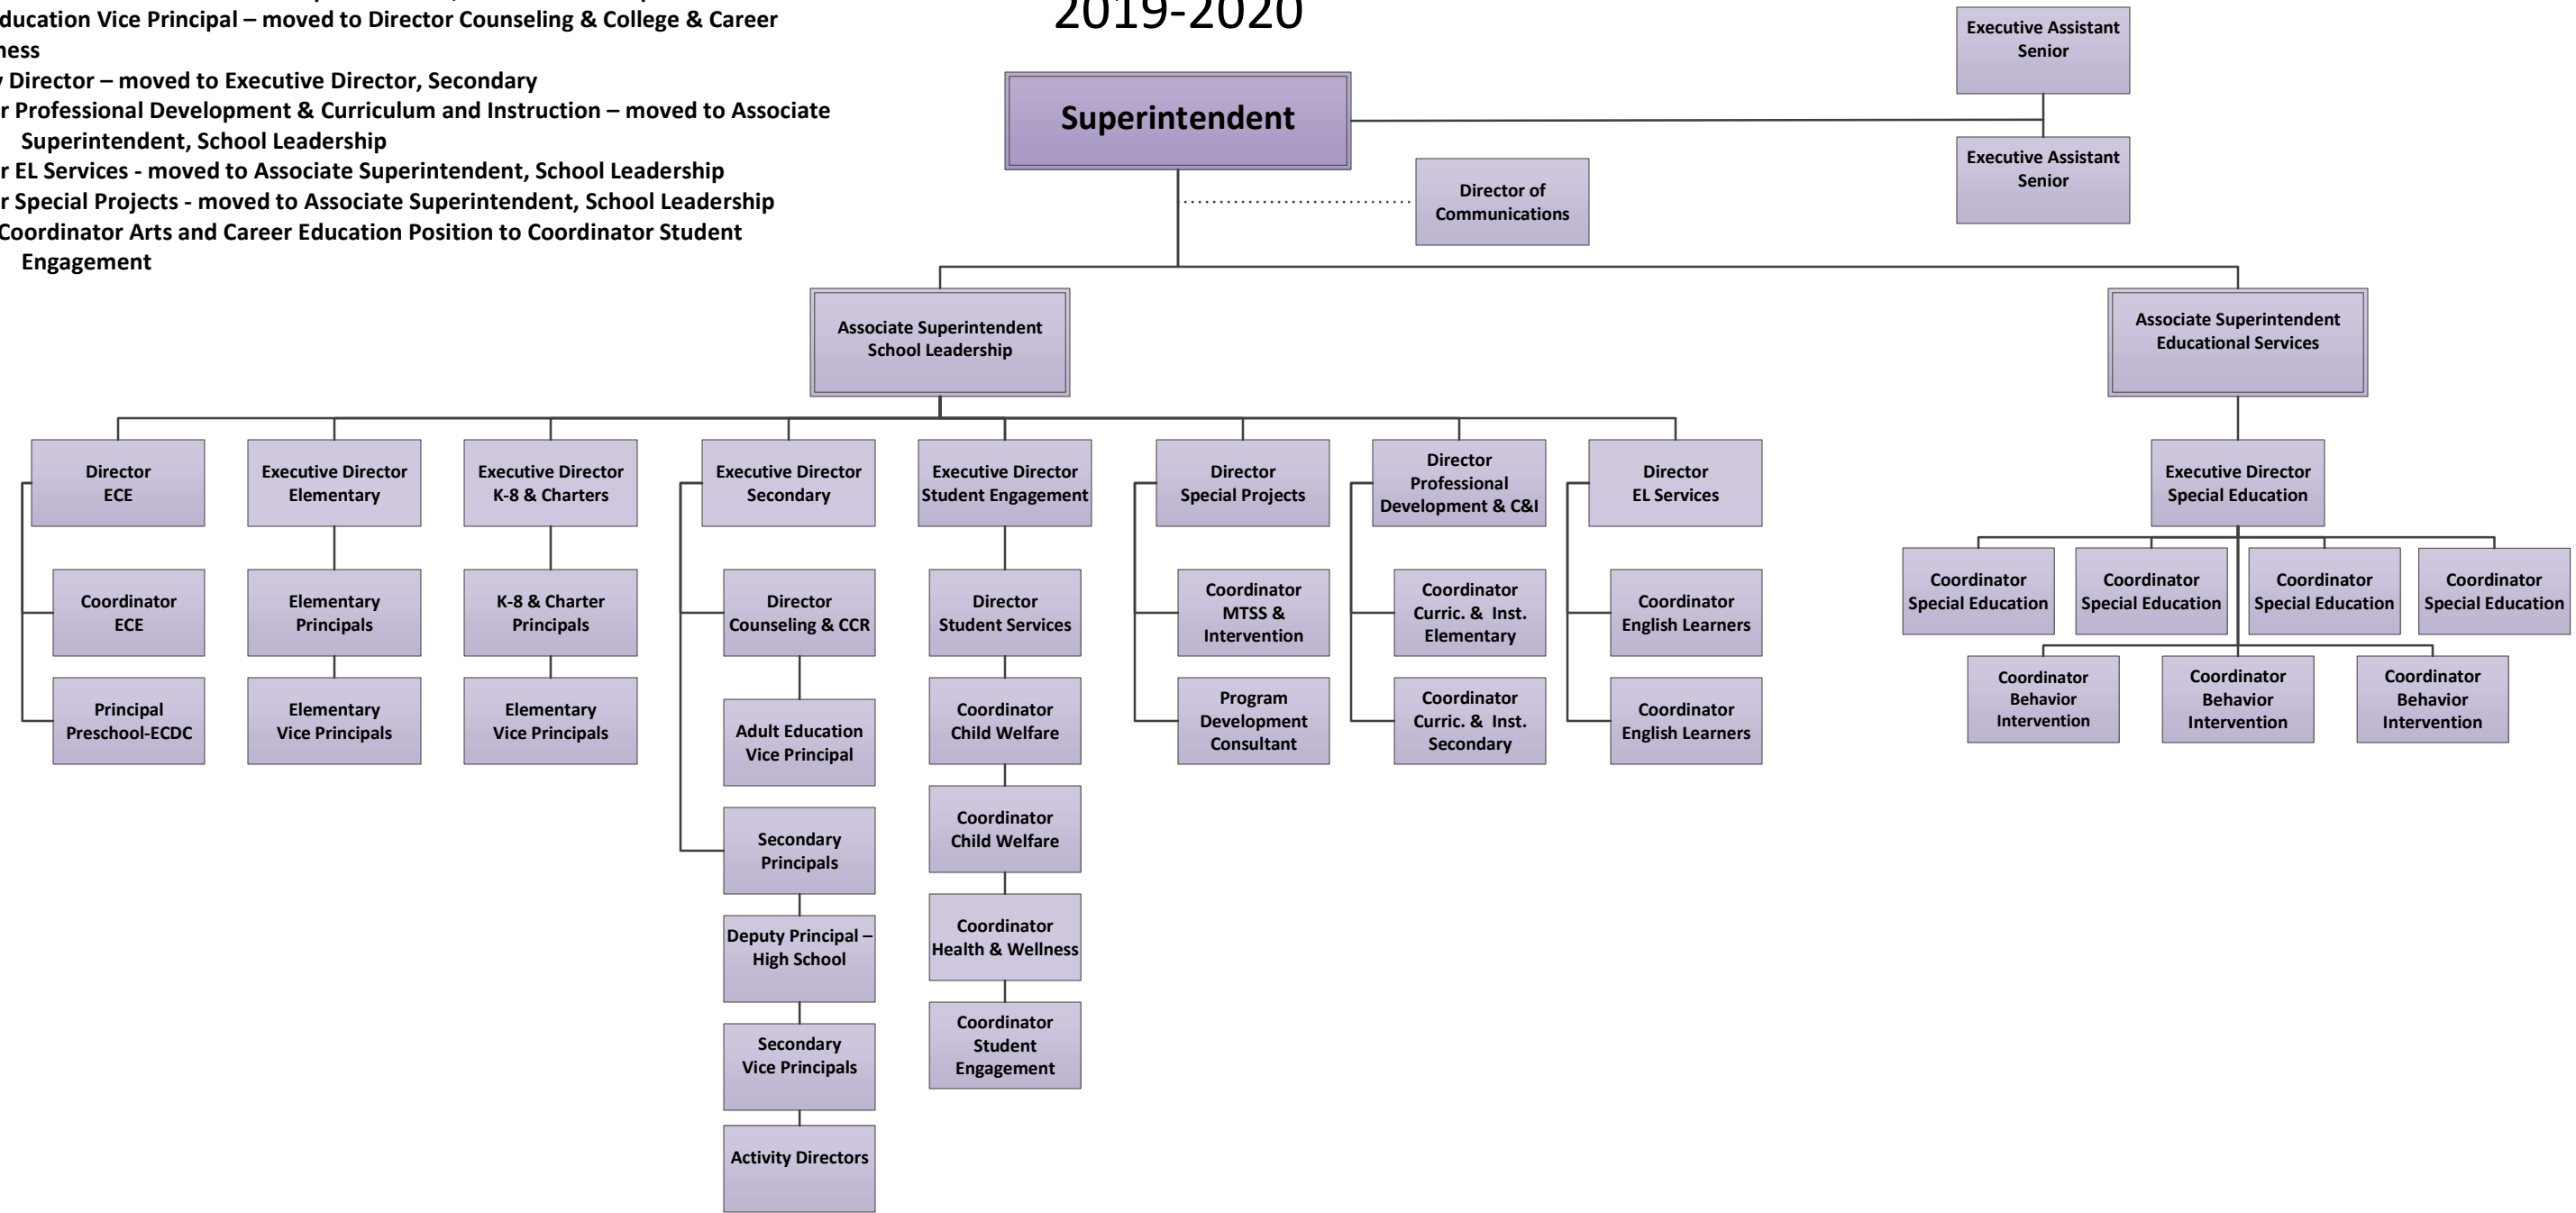 ducation Vice Principal – moved to Director Counseling & College & Career
ness
Director – moved to Executive Director, Secondary
r Professional Development & Curriculum and Instruction – moved to Associate
Superintendent, School Leadership
r EL Services - moved to Associate Superintendent, School Leadership
r Special Projects - moved to Associate Superintendent, School Leadership
Coordinator Arts and Career Education Position to Coordinator Student
Engagement
2019-2020
Executive Assistant
Senior
Superintendent
Executive Assistant
Senior
Director of
Communications
Associate Superintendent
School Leadership
Associate Superintendent
Educational Services
Director
ECE
Executive Director
Elementary
Executive Director
K-8 & Charters
Executive Director
Secondary
Executive Director
Student Engagement
Director
Special Projects
Director
Professional
Development & C&I
Director
EL Services
Executive Director
Special Education
Coordinator
ECE
Elementary
Principals
K-8 & Charter
Principals
Director
Counseling & CCR
Director
Student Services
Coordinator
MTSS &
Intervention
Coordinator
Curric. & Inst.
Elementary
Coordinator
English Learners
Coordinator
Special Education
Coordinator
Special Education
Coordinator
Special Education
Coordinator
Special Education
Principal
Preschool-ECDC
Elementary
Vice Principals
Elementary
Vice Principals
Adult Education
Vice Principal
Coordinator
Child Welfare
Program
Development
Consultant
Coordinator
Curric. & Inst.
Secondary
Coordinator
English Learners
Coordinator
Behavior
Intervention
Coordinator
Behavior
Intervention
Coordinator
Behavior
Intervention
Secondary
Principals
Coordinator
Child Welfare
Deputy Principal –
High School
Coordinator
Health & Wellness
Secondary
Vice Principals
Coordinator
Student
Engagement
Activity Directors